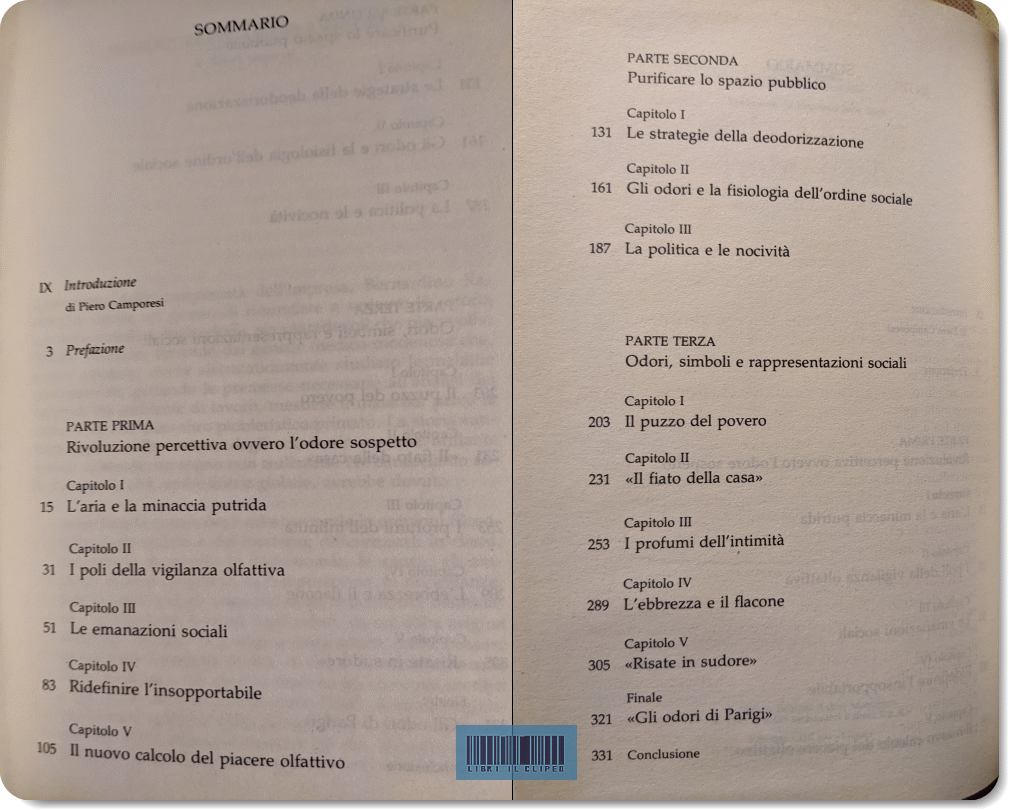 SOMMARIO
IX Introduzione
di Piero Camporesi
3 Prefazione
PARTE PRIMA
Rivoluzione percettiva ovvero l'odore sospetto
Capitolo I
15 L'aria e la minaccia putrida
Capitolo II
31 I poli della vigilanza olfattiva
Capitolo III
51 Le emanazioni sociali
Capitolo IV
83 Ridefinire l'insopportabile
Capitolo V
105 Il nuovo calcolo del piacere olfattivo
PARTE SECONDA
Purificare lo spazio pubblico
Capitolo I
131 Le strategie della deodorizzazione
Capitolo II
161 Gli odori e la fisiologia dell'ordine sociale
Capitolo III
187 La politica e le nocività
PARTE TERZA
Odori, simboli e rappresentazioni sociali
Capitolo I
203 Il puzzo del povero
Capitolo II
231 «Il fiato della casa»
Capitolo III
253 I profumi dell'intimità
Capitolo IV
289 L'ebbrezza e il flacone
Capitolo V
305 «Risate in sudore»
Finale
321 «Gli odori di Parigi»
331 Conclusione
LIBRI IL CLIPEO